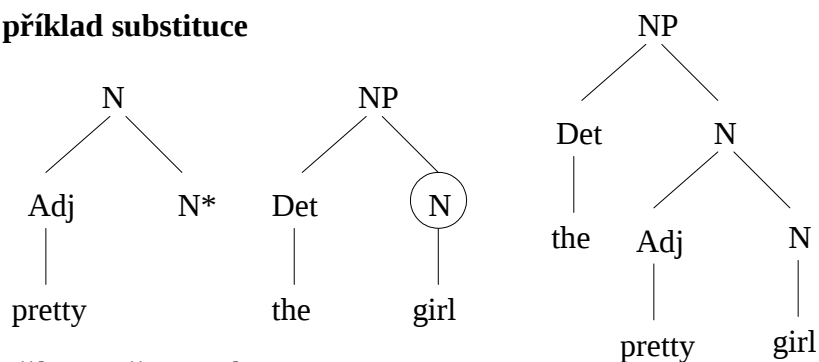 příklad substituce
NP
N NP
Det N
Adj N* Det N
the Adj N
pretty the girl
pretty girl